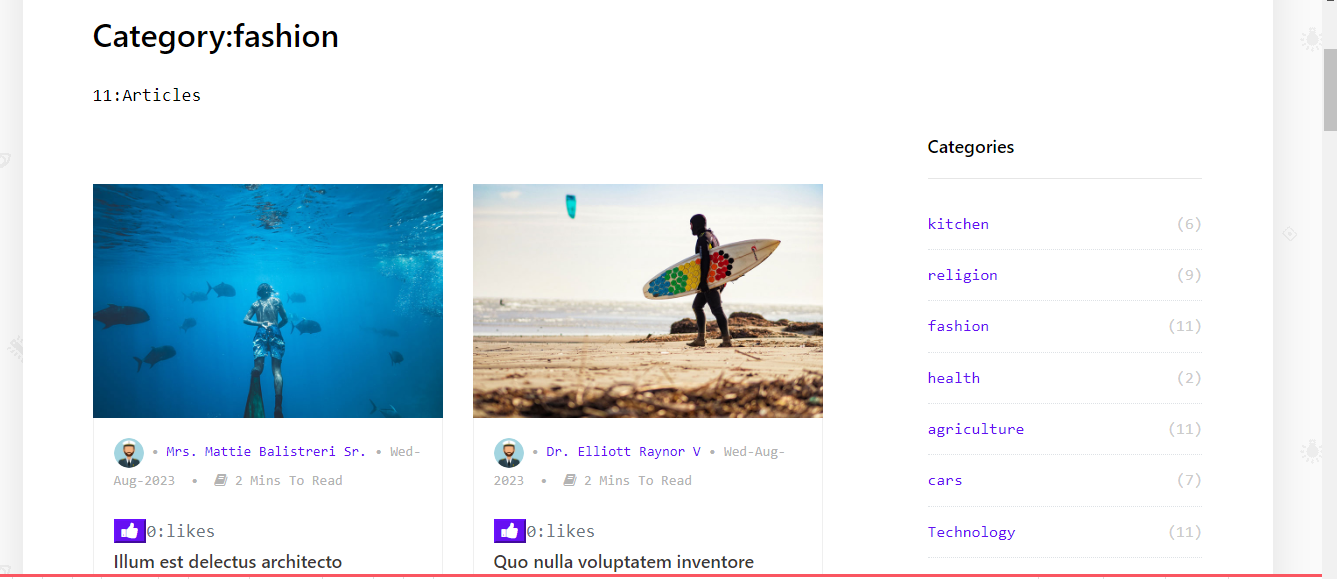 Category:fashion
11:Articles
Categories
kitchen (6)
religion (9)
fashion (11)
health (2)
agriculture (11)
cars (7)
Technology (11)
• Mrs. Mattie Balistreri Sr. • Wed-
Aug-2023 • 2 Mins To Read
0:likes
Illum est delectus architecto
• Dr. Elliott Raynor V • Wed-Aug-
2023 • 2 Mins To Read
0:likes
Quo nulla voluptatem inventore